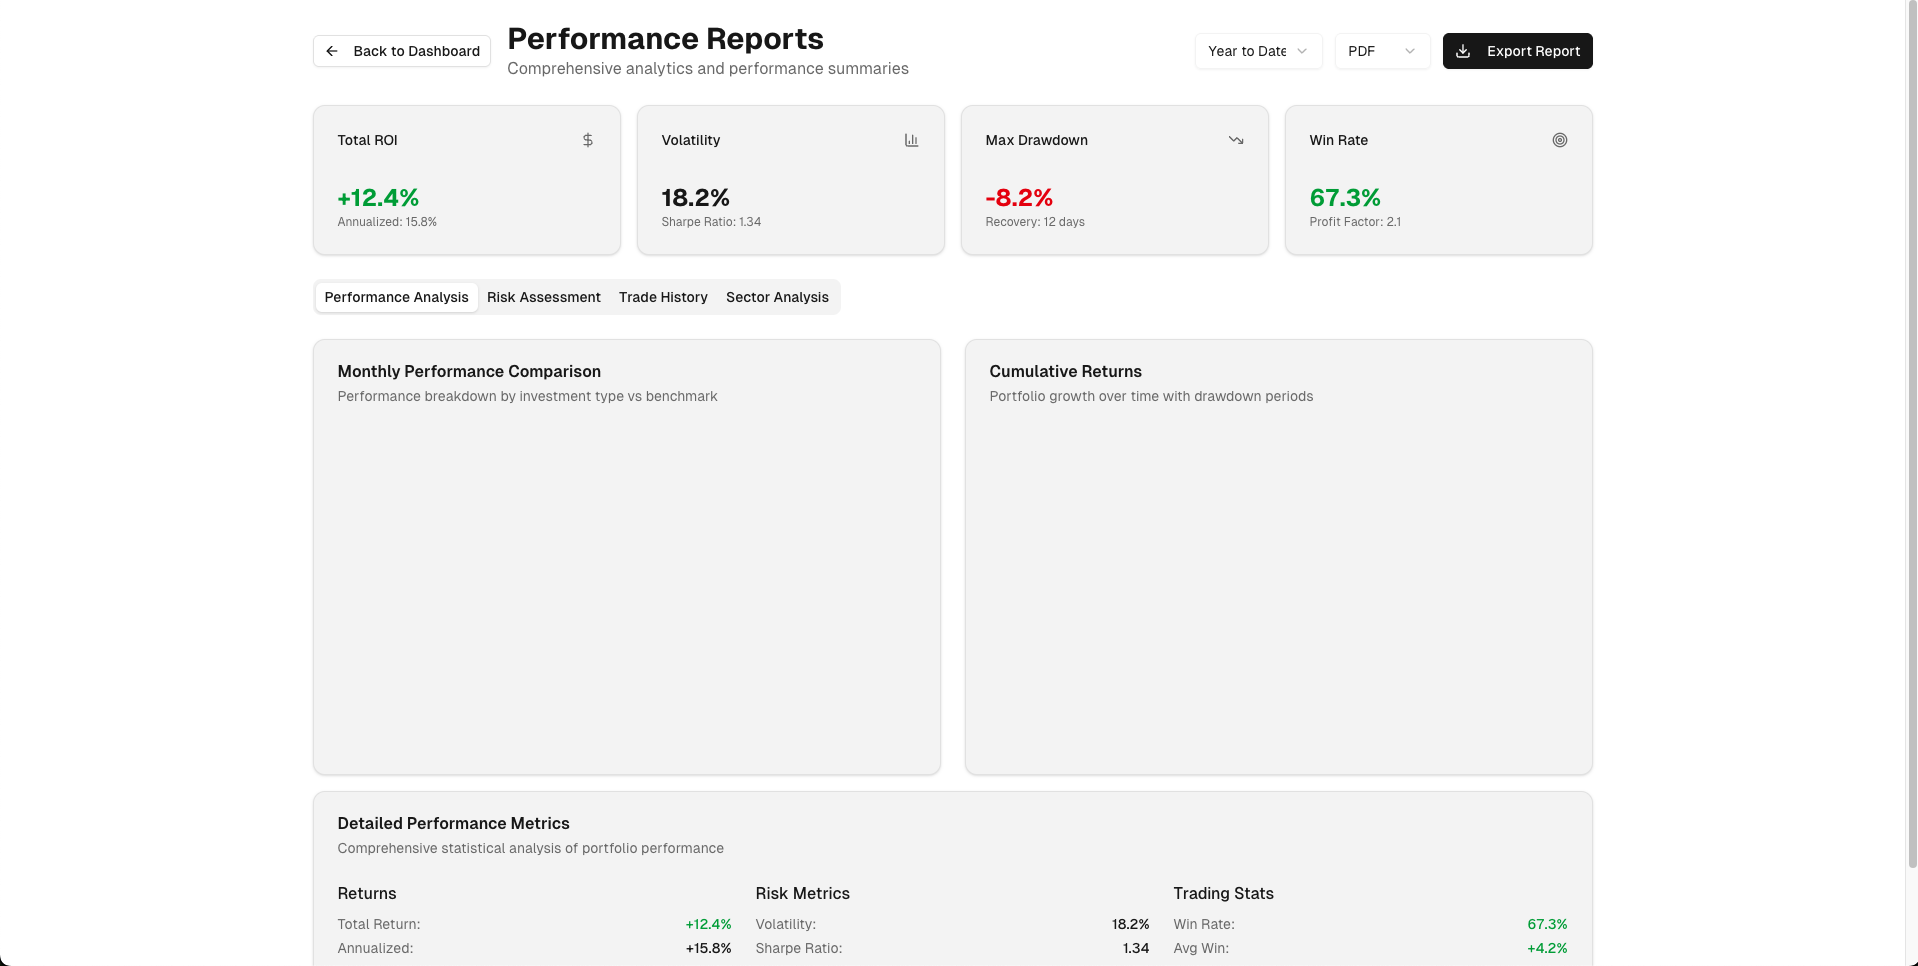 Back to Dashboard
Performance Reports
Comprehensive analytics and performance summaries
Year to Date
PDF
Export Report
Total ROI
+12.4%
Annualized: 15.8%
Volatility
18.2%
Sharpe Ratio: 1.34
Max Drawdown
-8.2%
Recovery: 12 days
Win Rate
67.3%
Profit Factor: 2.1
Performance Analysis
Risk Assessment
Trade History
Sector Analysis
Monthly Performance Comparison
Performance breakdown by investment type vs benchmark
Cumulative Returns
Portfolio growth over time with drawdown periods
Detailed Performance Metrics
Comprehensive statistical analysis of portfolio performance
Returns
Total Return: +12.4%
Annualized: +15.8%
Risk Metrics
Volatility: 18.2%
Sharpe Ratio: 1.34
Trading Stats
Win Rate: 67.3%
Avg Win: +4.2%